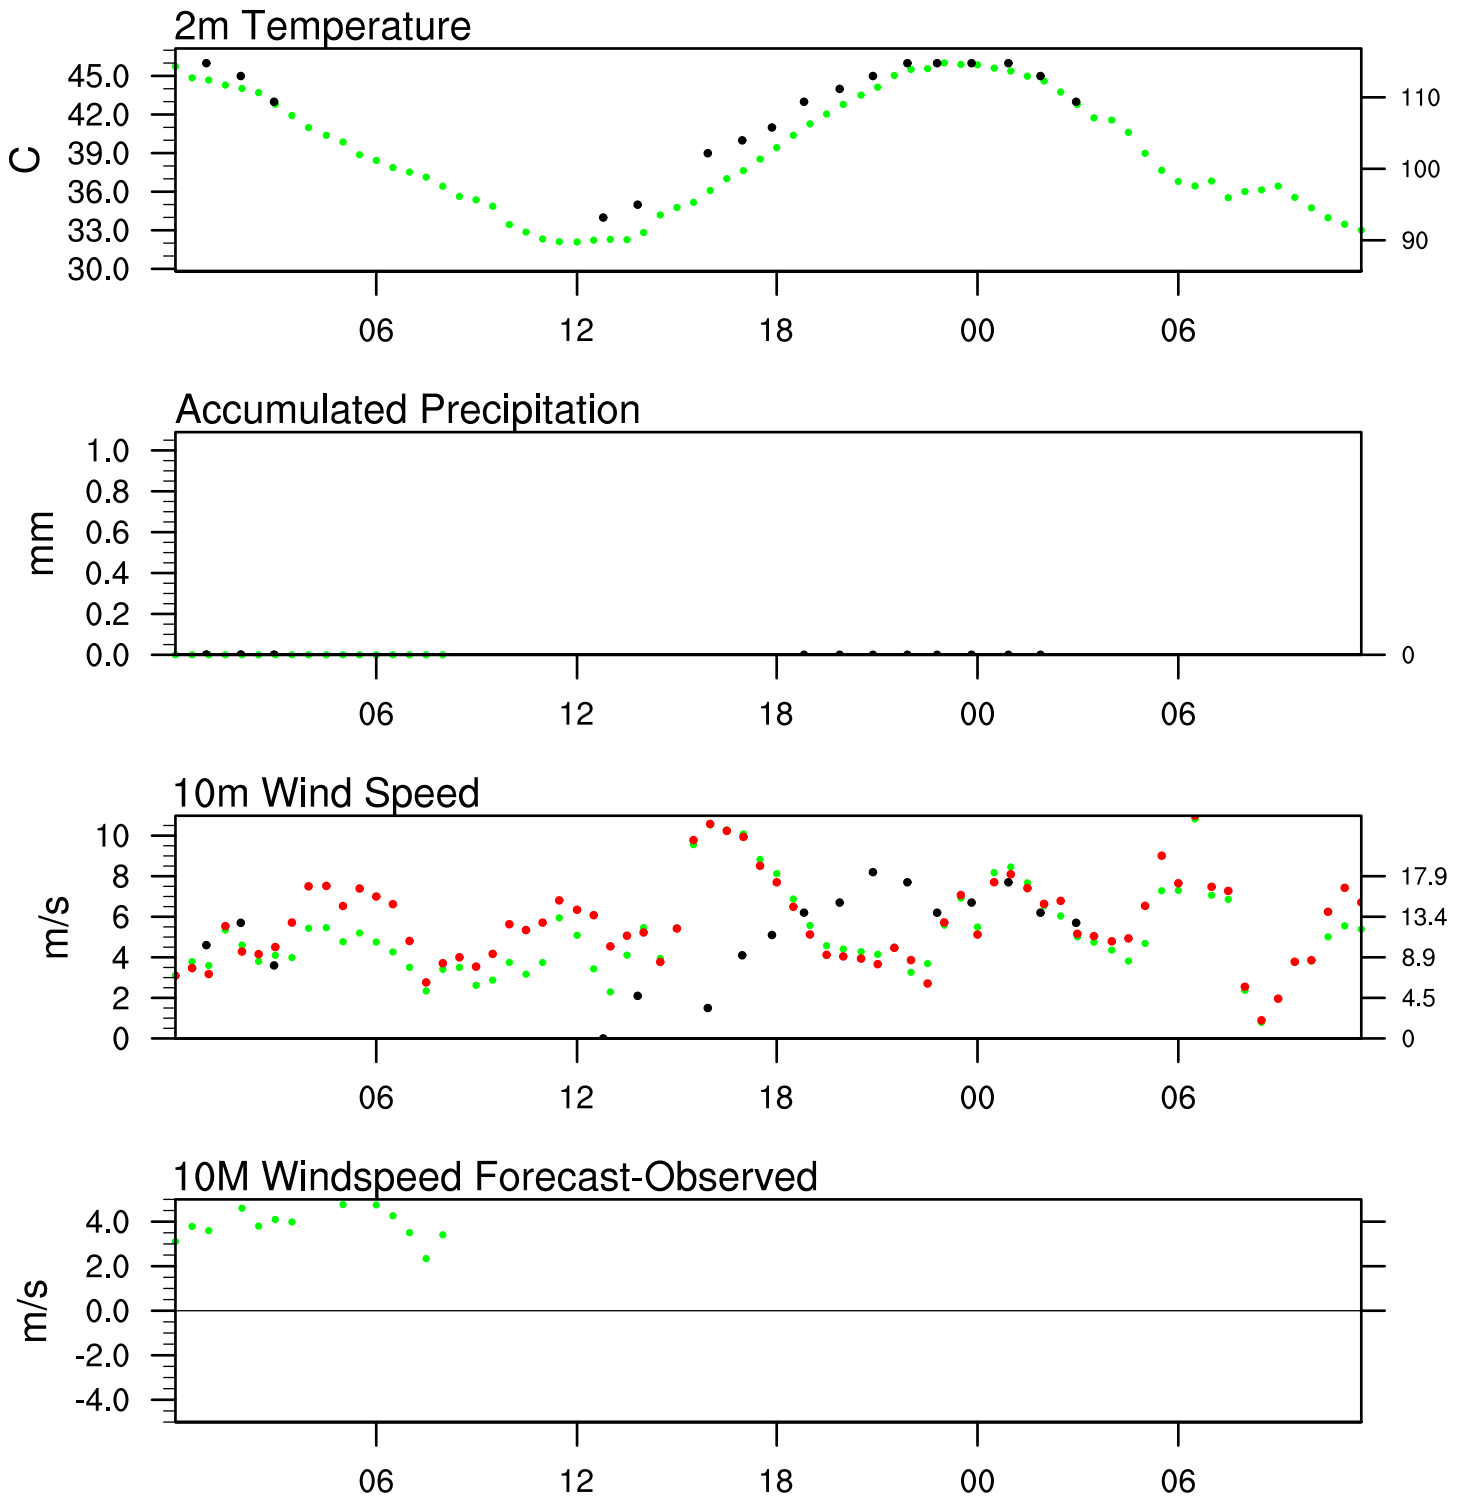 2m Temperature
45.0
42.0
39.0
36.0
33.0
30.0
C
110
100
90
06 12 18 00 06
Accumulated Precipitation
1.0
0.8
0.6
0.4
0.2
0.0
mm
0
06 12 18 00 06
10m Wind Speed
10
8
6
4
2
0
m/s
17.9
13.4
8.9
4.5
0
06 12 18 00 06
10M Windspeed Forecast-Observed
4.0
2.0
0.0
-2.0
-4.0
m/s
06 12 18 00 06